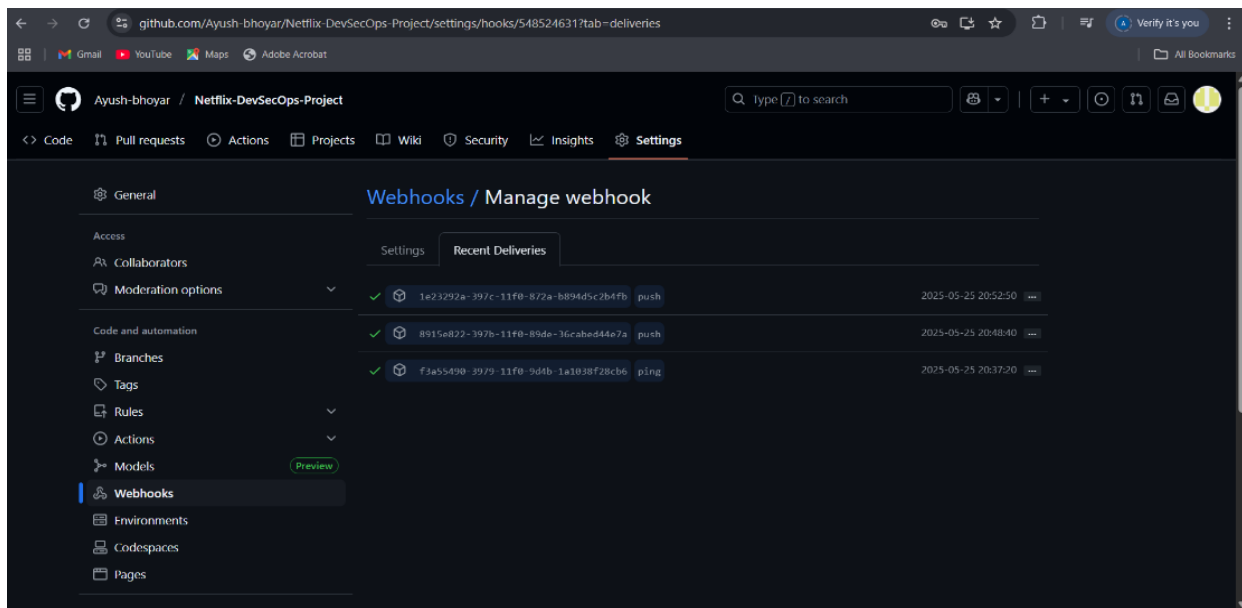 github.com/Ayush-bhoyar/Netflix-DevSecOps-Project/settings/hooks/548524631?tab=deliveries
Verify it's you
Gmail YouTube Maps Adobe Acrobat
All Bookmarks
Ayush-bhoyar / Netflix-DevSecOps-Project
Type / to search
Code Pull requests Actions Projects Wiki Security Insights Settings
General
Access
Collaborators
Moderation options
Code and automation
Branches
Tags
Rules
Actions
Models Preview
Webhooks
Environments
Codespaces
Pages
Webhooks / Manage webhook
Settings Recent Deliveries
1e23292a-397c-11f0-872a-b894d5c2b4fb push 2025-05-25 20:52:50
8915e822-397b-11f0-89de-36cabed44e7a push 2025-05-25 20:48:40
f3a55490-3979-11f0-9d4b-1a1038f28cb6 ping 2025-05-25 20:37:20